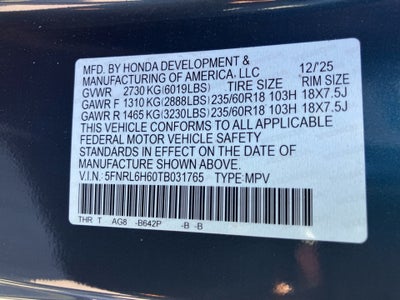 MFD. BY HONDA DEVELOPMENT & 12/25
MANUFACTURING OF AMERICA, LLC
GVWR 2730 KG (6019LBS) TIRE SIZE RIM SIZE
GAWR F 1310 KG (2888LBS) 235/60R18 103H 18X7.5J
GAWR R 1465 KG (3230LBS) 235/60R18 103H 18X7.5J
THIS VEHICLE CONFORMS TO ALL APPLICABLE
FEDERAL MOTOR VEHICLE SAFETY
STANDARDS IN EFFECT ON THE DATE OF
MANUFACTURE SHOWN ABOVE.
V.I.N.: 5FNRL6H60TB031765 TYPE: MPV
THR T AG8 -B642P -B -B